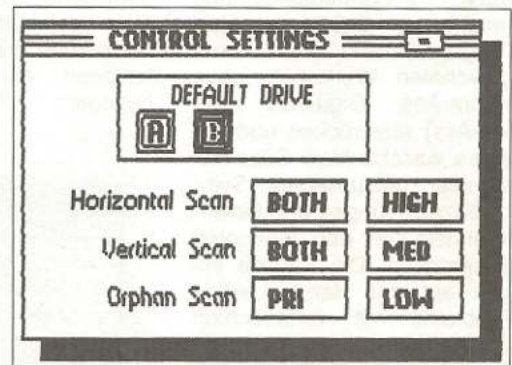 CONTROL SETTINGS
DEFAULT DRIVE
A B
Horizontal Scan BOTH HIGH
Vertical Scan BOTH MED
Orphan Scan PRI LOW